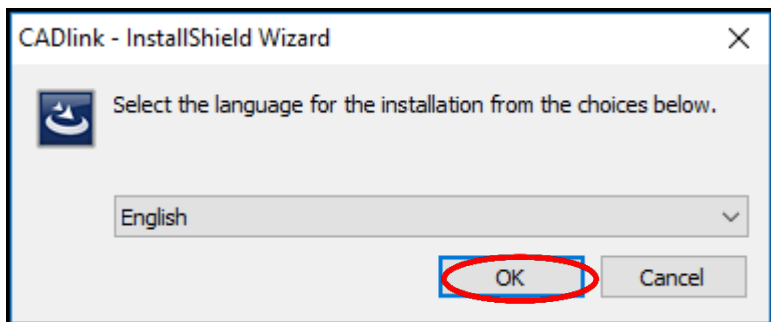 CADlink - InstallShield Wizard
Select the language for the installation from the choices below.
English
OK Cancel